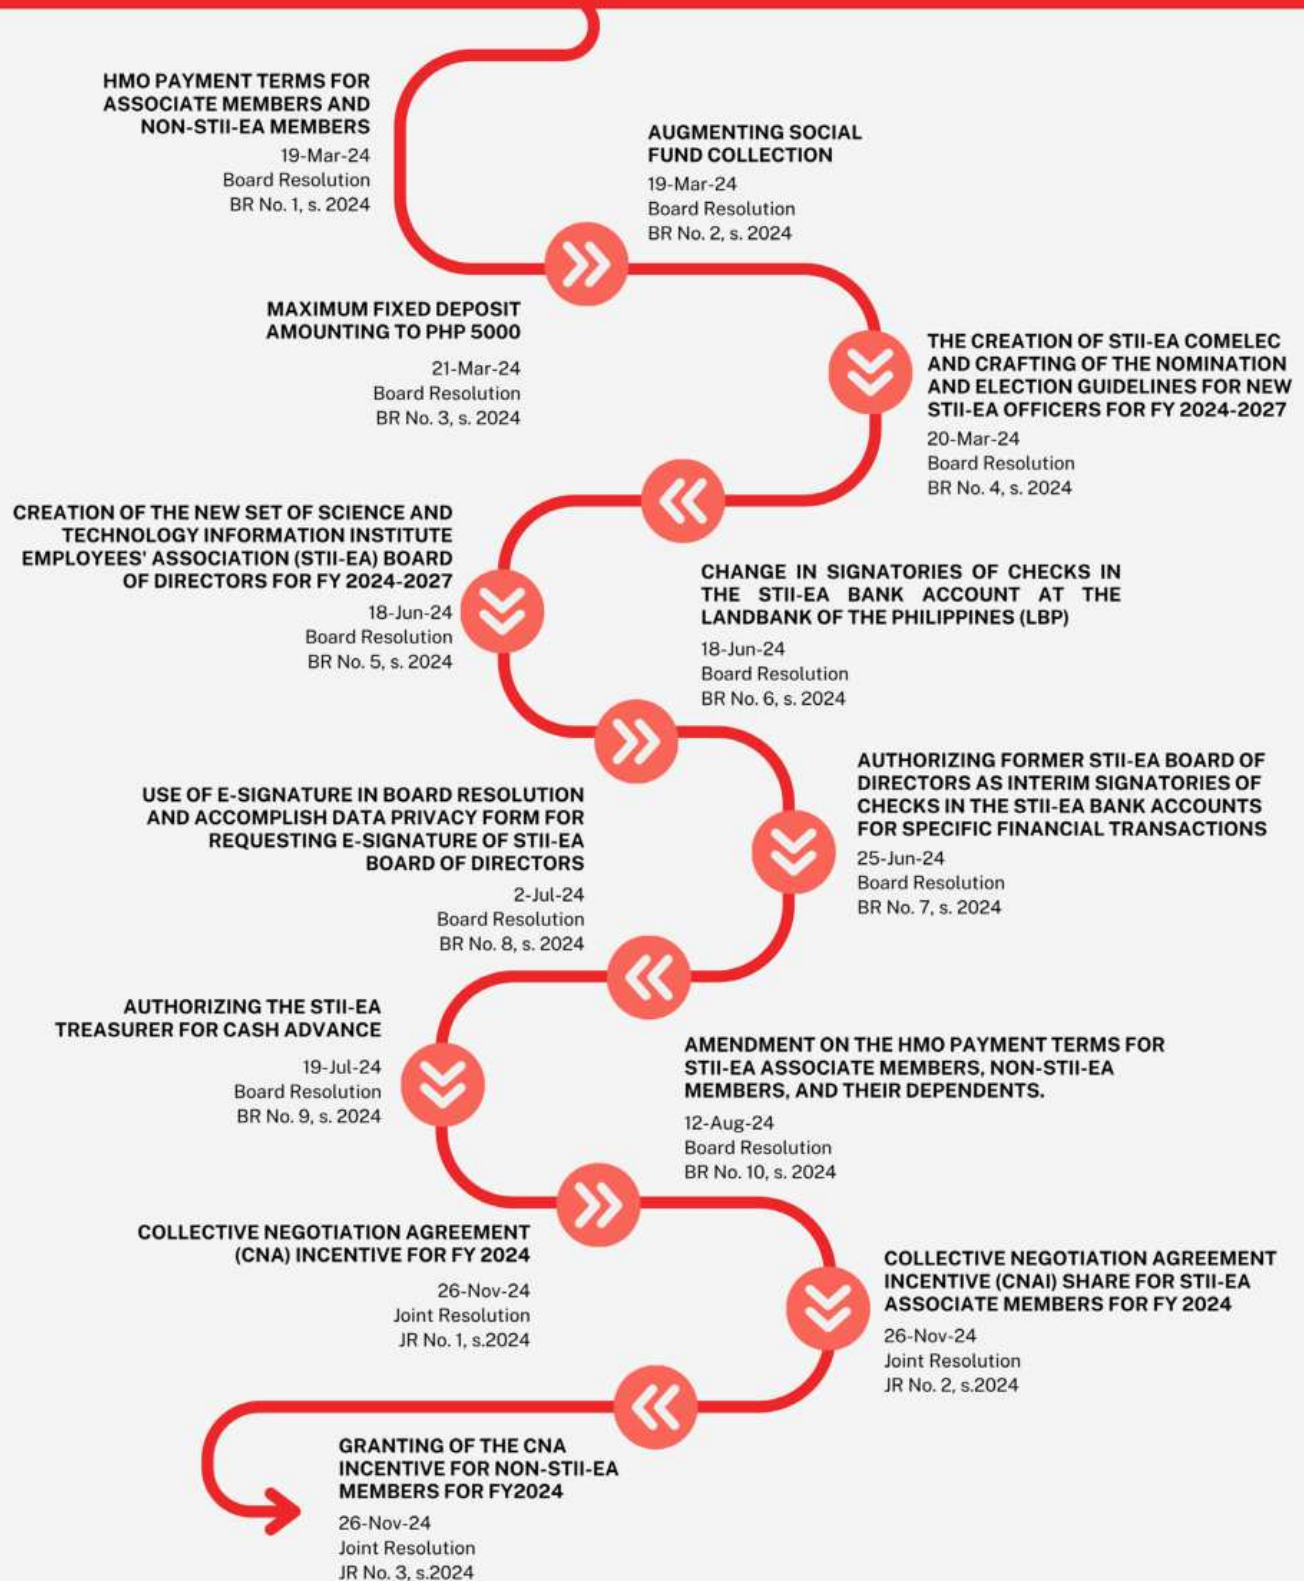 HMO PAYMENT TERMS FOR
ASSOCIATE MEMBERS AND
NON-STII-EA MEMBERS
19-Mar-24
Board Resolution
BR No. 1, s. 2024
AUGMENTING SOCIAL
FUND COLLECTION
19-Mar-24
Board Resolution
BR No. 2, s. 2024
MAXIMUM FIXED DEPOSIT
AMOUNTING TO PHP 5000
21-Mar-24
Board Resolution
BR No. 3, s. 2024
THE CREATION OF STII-EA COMELEC
AND CRAFTING OF THE NOMINATION
AND ELECTION GUIDELINES FOR NEW
STII-EA OFFICERS FOR FY 2024-2027
20-Mar-24
Board Resolution
BR No. 4, s. 2024
CREATION OF THE NEW SET OF SCIENCE AND
TECHNOLOGY INFORMATION INSTITUTE
EMPLOYEES' ASSOCIATION (STII-EA) BOARD
OF DIRECTORS FOR FY 2024-2027
18-Jun-24
Board Resolution
BR No. 5, s. 2024
CHANGE IN SIGNATORIES OF CHECKS IN
THE STII-EA BANK ACCOUNT AT THE
LANDBANK OF THE PHILIPPINES (LBP)
18-Jun-24
Board Resolution
BR No. 6, s. 2024
AUTHORIZING FORMER STII-EA BOARD OF
DIRECTORS AS INTERIM SIGNATORIES OF
CHECKS IN THE STII-EA BANK ACCOUNTS
FOR SPECIFIC FINANCIAL TRANSACTIONS
25-Jun-24
Board Resolution
BR No. 7, s. 2024
USE OF E-SIGNATURE IN BOARD RESOLUTION
AND ACCOMPLISH DATA PRIVACY FORM FOR
REQUESTING E-SIGNATURE OF STII-EA
BOARD OF DIRECTORS
2-Jul-24
Board Resolution
BR No. 8, s. 2024
AUTHORIZING THE STII-EA
TREASURER FOR CASH ADVANCE
19-Jul-24
Board Resolution
BR No. 9, s. 2024
AMENDMENT ON THE HMO PAYMENT TERMS FOR
STII-EA ASSOCIATE MEMBERS, NON-STII-EA
MEMBERS, AND THEIR DEPENDENTS.
12-Aug-24
Board Resolution
BR No. 10, s. 2024
COLLECTIVE NEGOTIATION AGREEMENT
(CNA) INCENTIVE FOR FY 2024
26-Nov-24
Joint Resolution
JR No. 1, s.2024
COLLECTIVE NEGOTIATION AGREEMENT
INCENTIVE (CNAI) SHARE FOR STII-EA
ASSOCIATE MEMBERS FOR FY 2024
26-Nov-24
Joint Resolution
JR No. 2, s.2024
GRANTING OF THE CNA
INCENTIVE FOR NON-STII-EA
MEMBERS FOR FY2024
26-Nov-24
Joint Resolution
JR No. 3, s.2024